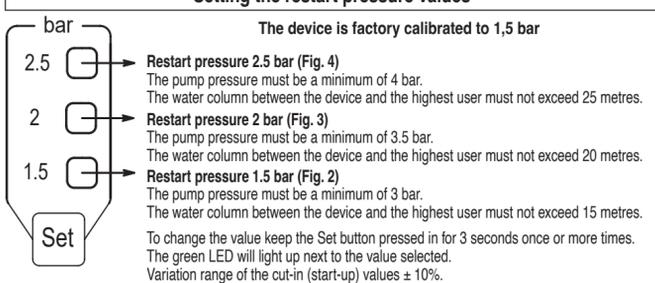 Setting the restart pressure values
bar
The device is factory calibrated to 1,5 bar
2.5
Restart pressure 2.5 bar (Fig. 4)
The pump pressure must be a minimum of 4 bar.
The water column between the device and the highest user must not exceed 25 metres.
2
Restart pressure 2 bar (Fig. 3)
The pump pressure must be a minimum of 3.5 bar.
The water column between the device and the highest user must not exceed 20 metres.
1.5
Restart pressure 1.5 bar (Fig. 2)
The pump pressure must be a minimum of 3 bar.
The water column between the device and the highest user must not exceed 15 metres.
Set
To change the value keep the Set button pressed in for 3 seconds once or more times.
The green LED will light up next to the value selected.
Variation range of the cut-in (start-up) values ± 10%.